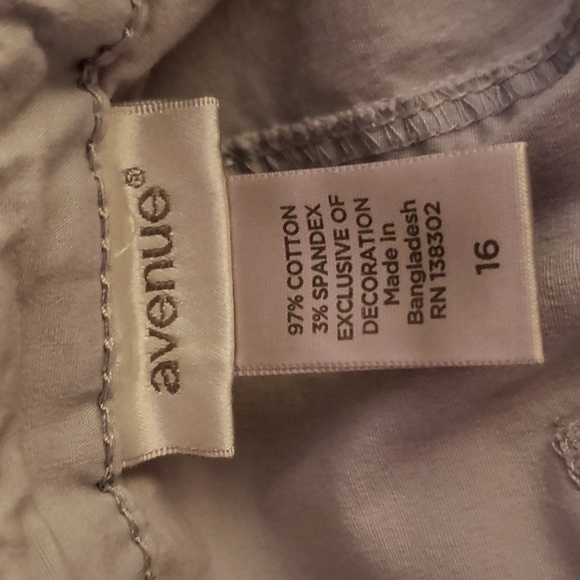 avenue®
97% COTTON
3% SPANDEX
EXCLUSIVE OF
DECORATION
Made in
Bangladesh
RN 138302
16